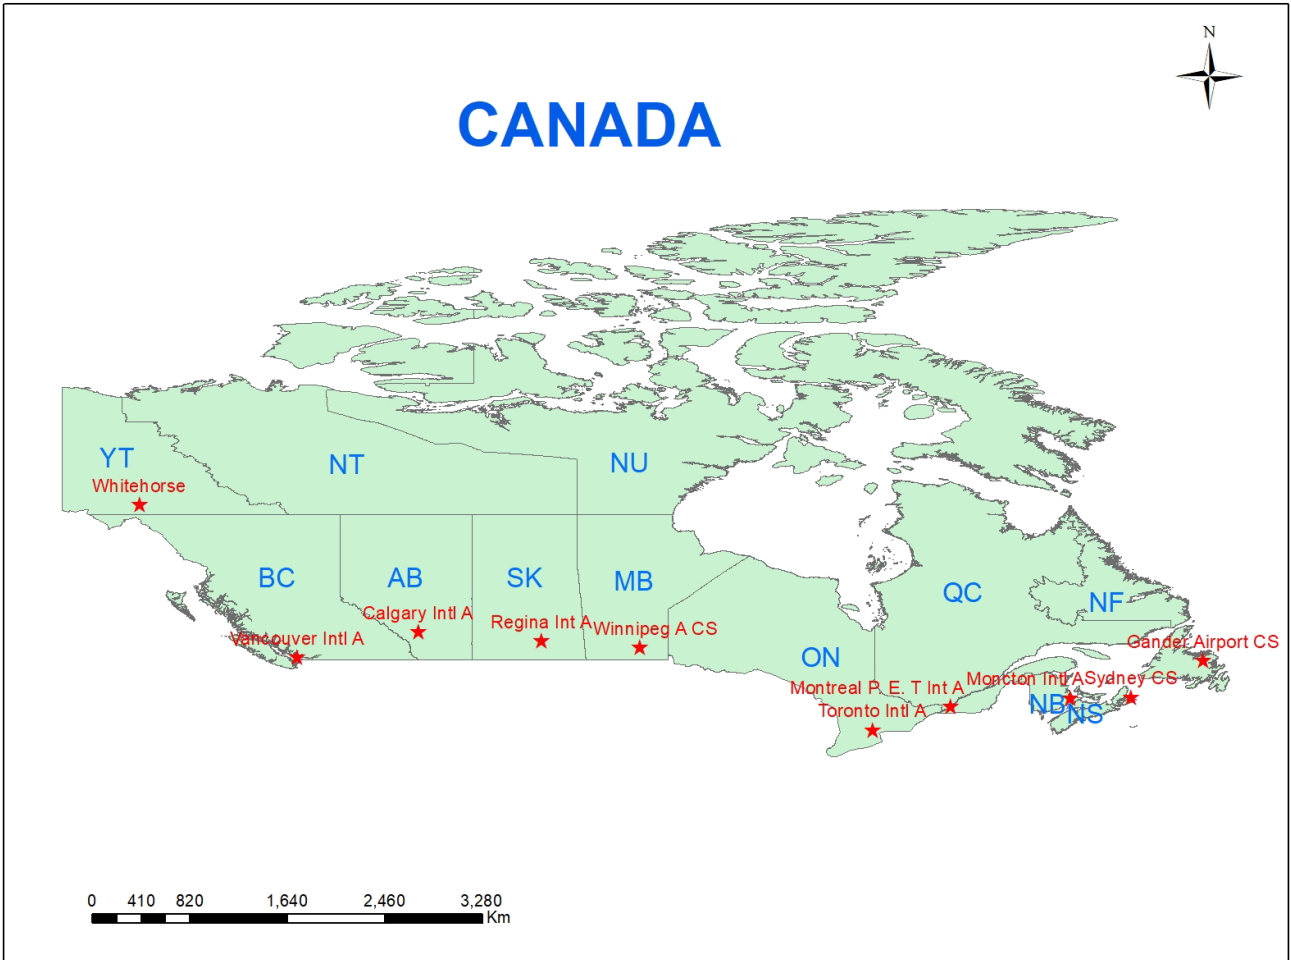 N
CANADA
YT
NT
NU
Whitehorse
BC
AB
SK
MB
QC
NF
Calgary Intl A
Regina Int A
Winnipeg A CS
Vancouver Intl A
ON
Gander Airport CS
Moncton Intl A
Sydney CS
Montreal P. E. T Int A
NB
NS
Toronto Intl A
0 410 820 1,640 2,460 3,280
Km